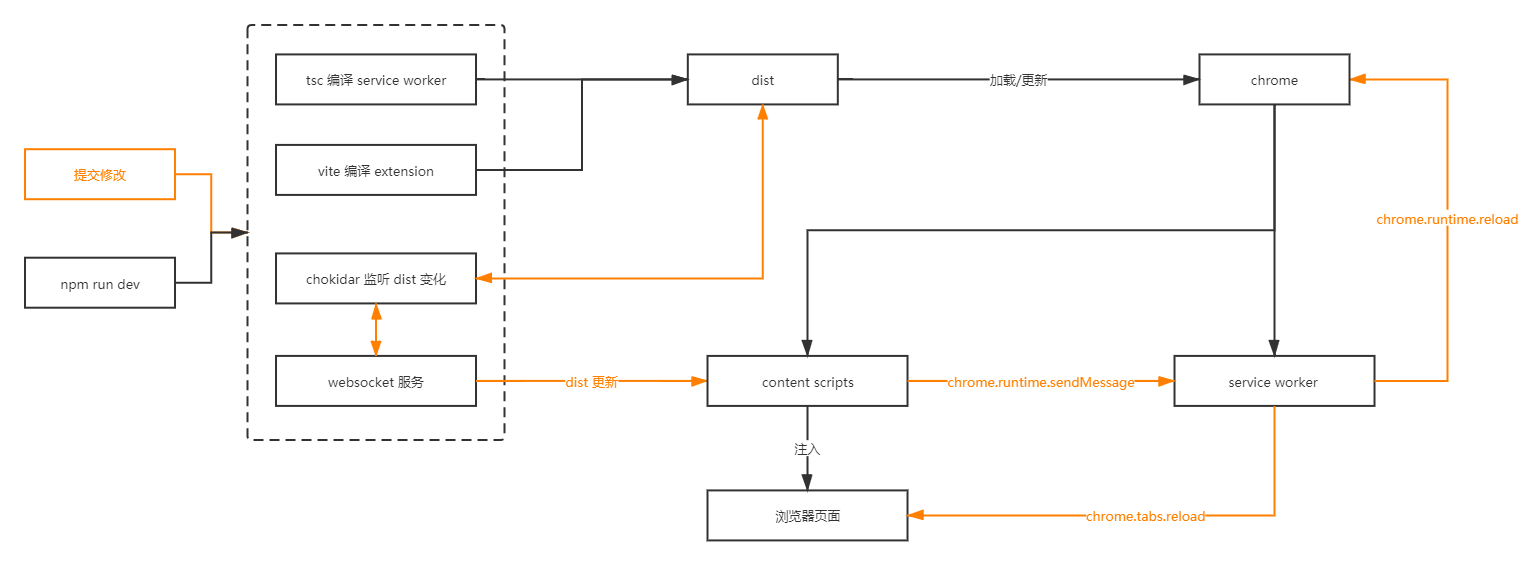 tsc 编译 service worker
dist
加载/更新
chrome
vite 编译 extension
提交修改
chrome.runtime.reload
npm run dev
chokidar 监听 dist 变化
websocket 服务
dist 更新
content scripts
chrome.runtime.sendMessage
service worker
注入
浏览器页面
chrome.tabs.reload